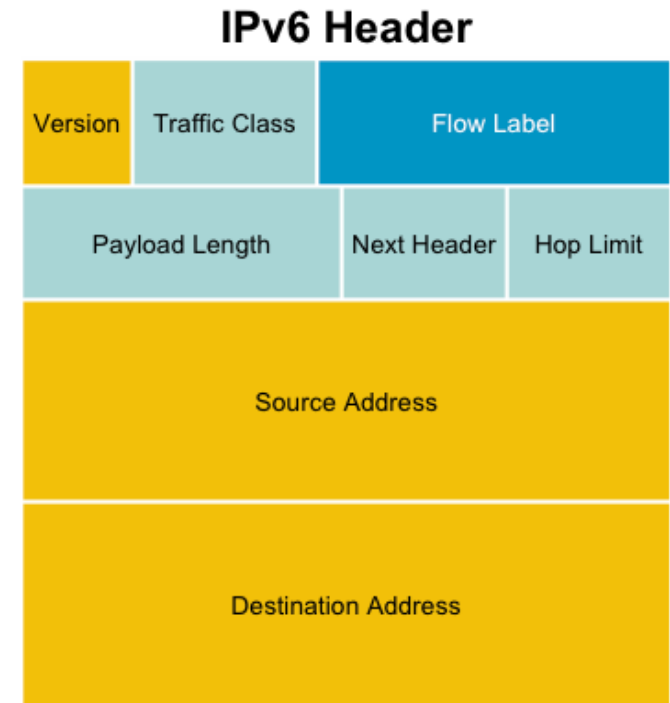 IPv6 Header
Version Traffic Class Flow Label
Payload Length Next Header Hop Limit
Source Address
Destination Address